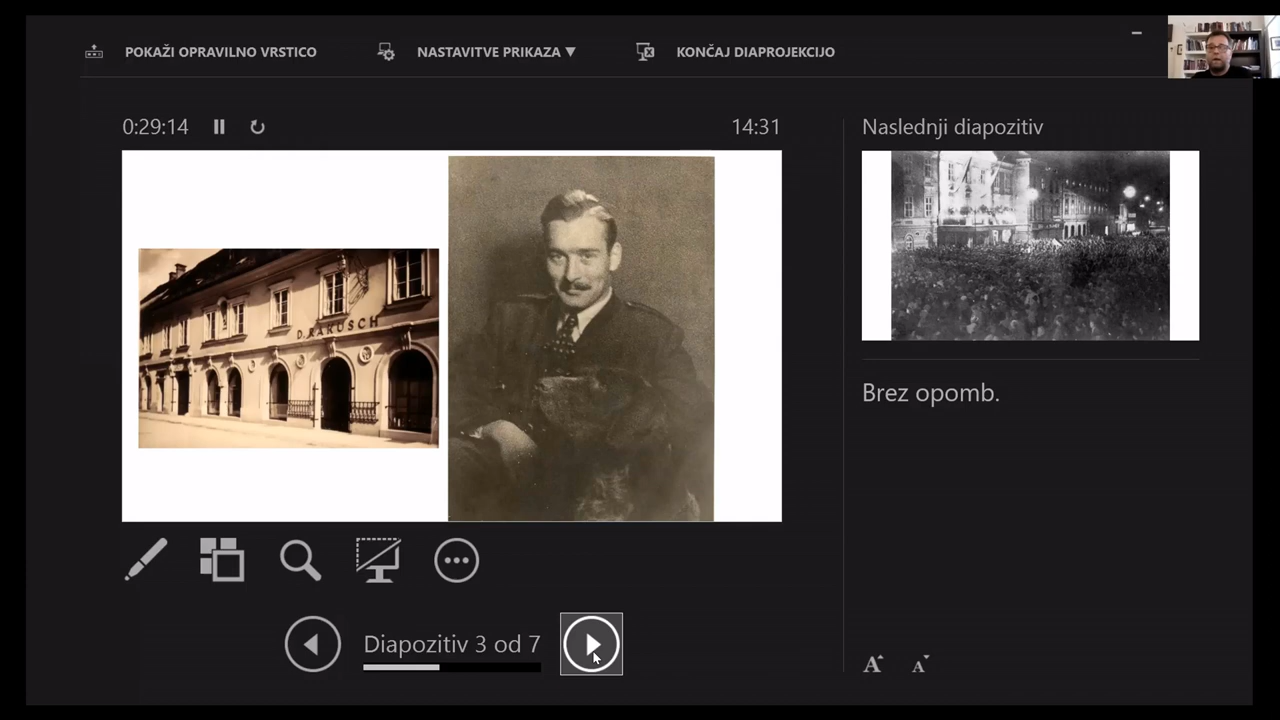 POKAŽI OPRAVILNO VRSTICO
NASTAVITVE PRIKAZA ▼
KONČAJ DIAPROJEKCIJO
0:29:14
14:31
Naslednji diapozitiv
D. RAKUSCH
Brez opomb.
Diapozitiv 3 od 7
A A